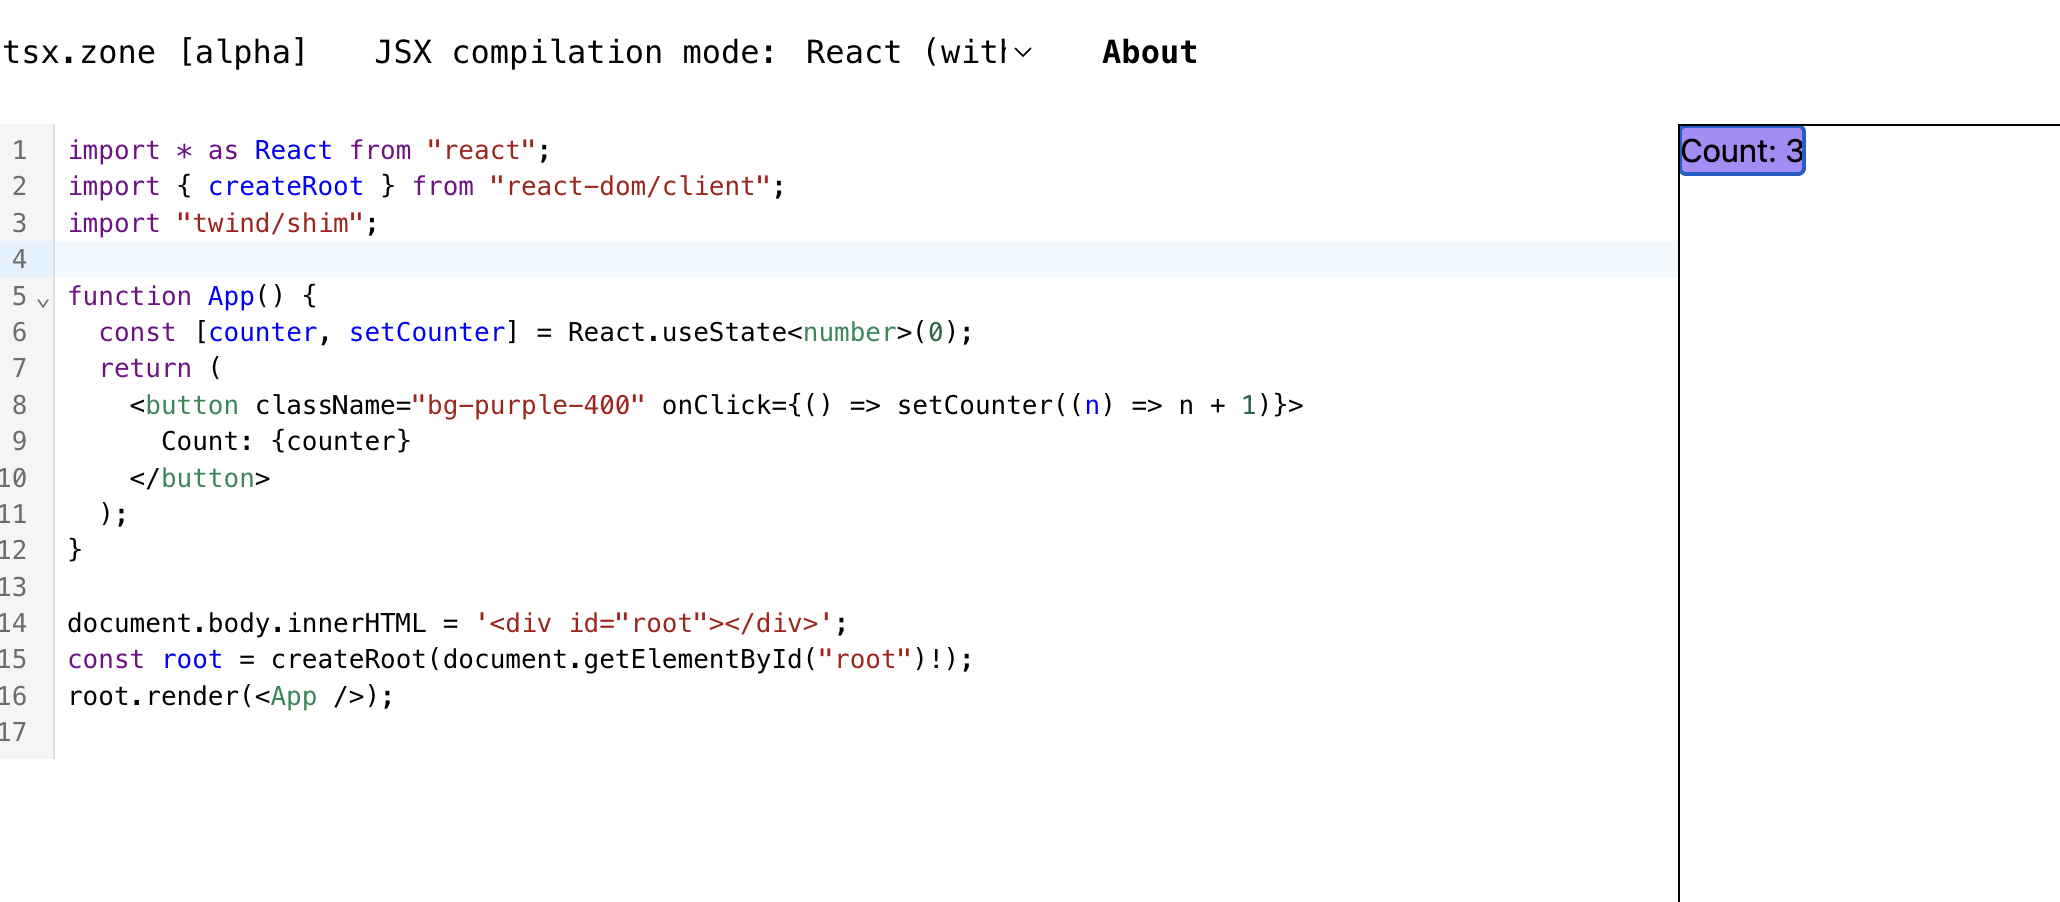 tsx.zone [alpha] JSX compilation mode: React (with About
1 import * as React from "react";
2 import { createRoot } from "react-dom/client";
3 import "twind/shim";
4
5 function App() {
6   const [counter, setCounter] = React.useState<number>(0);
7   return (
8     <button className="bg-purple-400" onClick={() => setCounter((n) => n + 1)}>
9       Count: {counter}
10     </button>
11   );
12 }
13
14 document.body.innerHTML = '<div id="root"></div>';
15 const root = createRoot(document.getElementById("root")!);
16 root.render(<App />);
17
Count: 3